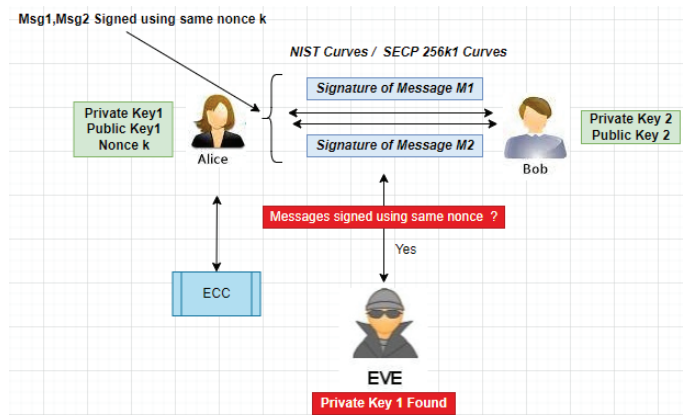 Msg1,Msg2 Signed using same nonce k
NIST Curves / SECP 256k1 Curves
Signature of Message M1
Private Key1
Public Key1
Nonce k
Alice
Signature of Message M2
Bob
Private Key 2
Public Key 2
Messages signed using same nonce ?
Yes
ECC
EVE
Private Key 1 Found